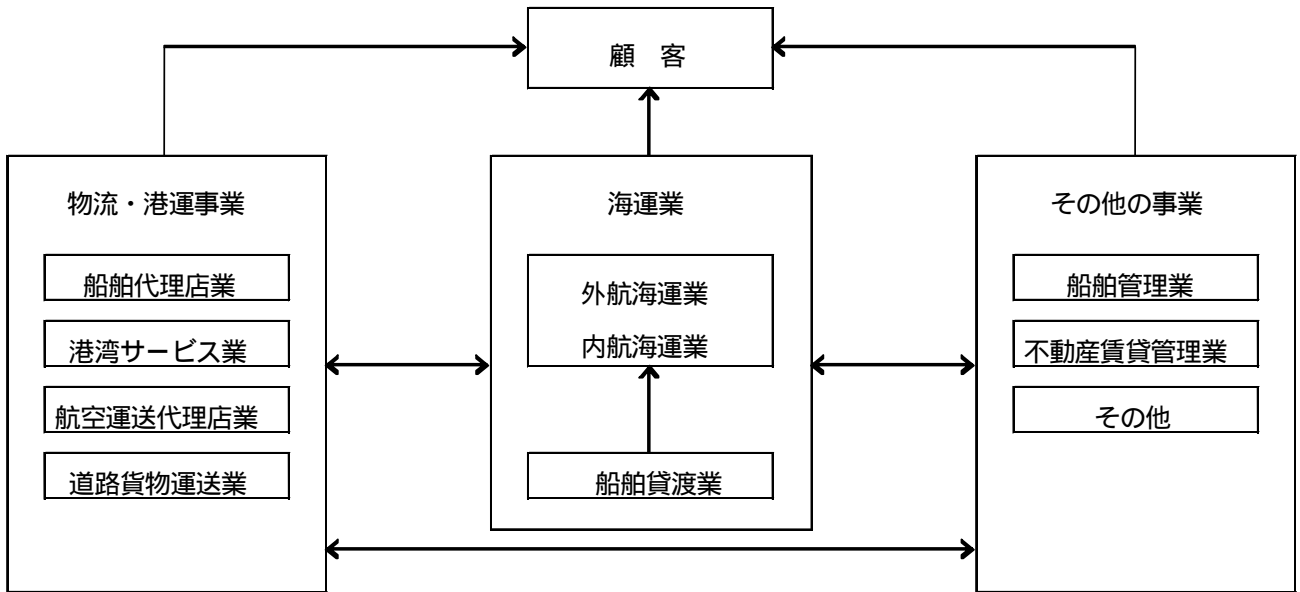 顧　客
物流・港運事業
船舶代理店業
港湾サービス業
航空運送代理店業
道路貨物運送業
海運業
外航海運業
内航海運業
船舶貸渡業
その他の事業
船舶管理業
不動産賃貸管理業
その他